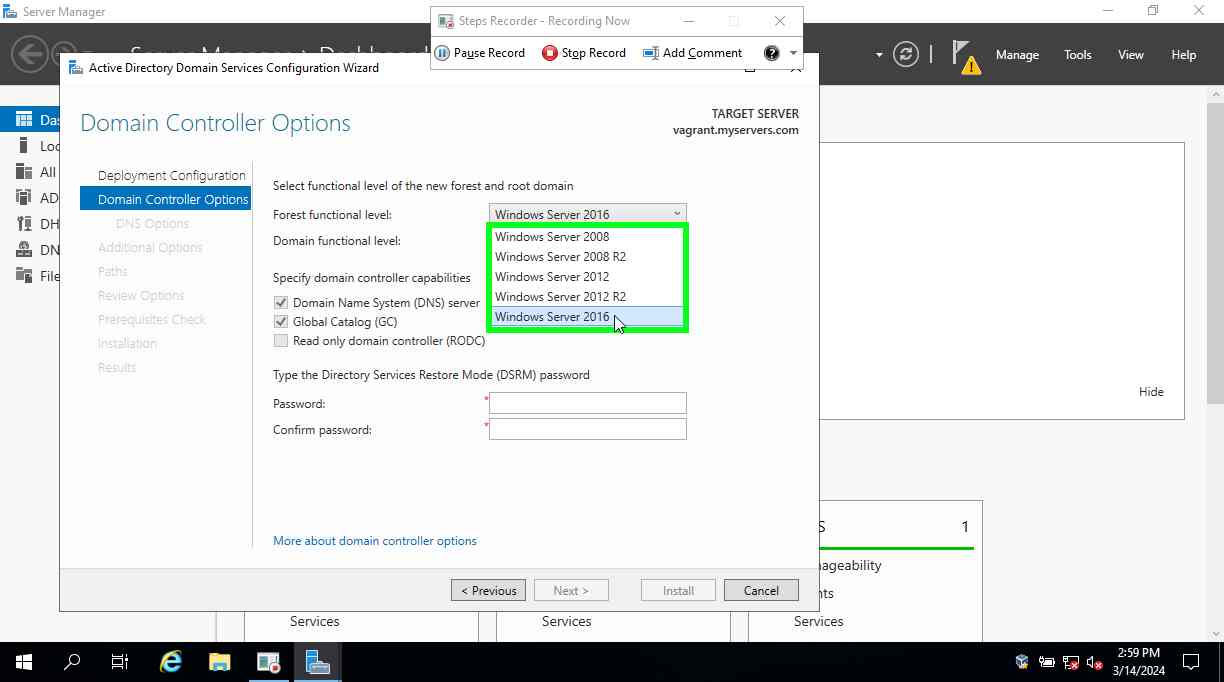 Server Manager
Steps Recorder - Recording Now
Pause Record
Stop Record
Add Comment
Manage
Tools
View
Help
Active Directory Domain Services Configuration Wizard
Domain Controller Options
TARGET SERVER
vagrant.myservers.com
Das
Loc
All
AD
DH
DN
File
Deployment Configuration
Domain Controller Options
DNS Options
Additional Options
Paths
Review Options
Prerequisites Check
Installation
Results
Select functional level of the new forest and root domain
Forest functional level:
Windows Server 2016
Domain functional level:
Windows Server 2008
Windows Server 2008 R2
Windows Server 2012
Windows Server 2012 R2
Windows Server 2016
Specify domain controller capabilities
Domain Name System (DNS) server
Global Catalog (GC)
Read only domain controller (RODC)
Type the Directory Services Restore Mode (DSRM) password
Password:
*
Confirm password:
*
More about domain controller options
< Previous
Next >
Install
Cancel
Hide
S
1
ageability
nts
Services
Services
Services
2:59 PM
3/14/2024